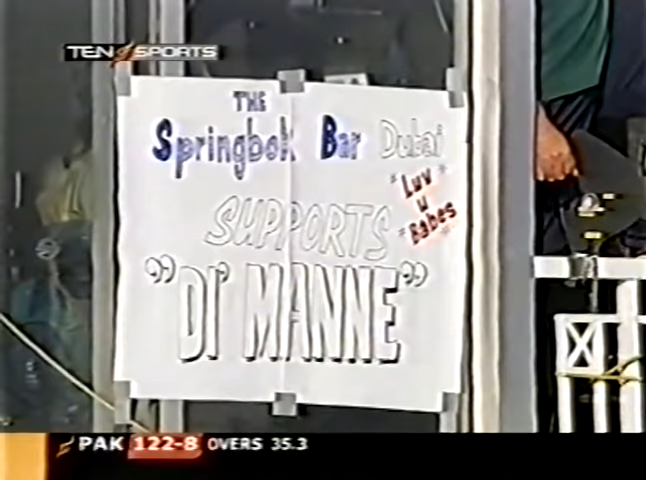 TEN SPORTS
THE
Springbok Bar Dubai
"Luv
u
Babes"
SUPPORTS
"DI' MANNE"
PAK 122-8 OVERS 35.3